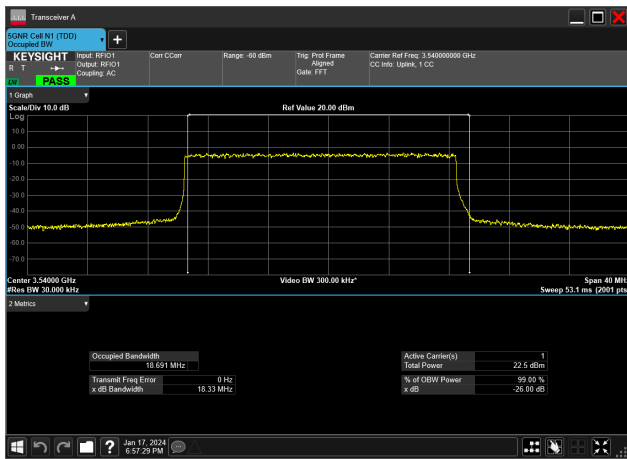 Transceiver A
5GNR Cell N1 (TDD)
Occupied BW
KEYSIGHT
R T
LNI
PASS
Input: RFIO1
Output: RFIO1
Coupling: AC
Corr CCorr
Range: -60 dBm
Trig: Prot Frame
Aligned
Gate: FFT
Carrier Ref Freq: 3.540000000 GHz
CC Info: Uplink, 1 CC
1 Graph
Scale/Div 10.0 dB
Ref Value 20.00 dBm
Log
10.0
0.00
-10.0
-20.0
-30.0
-40.0
-50.0
-60.0
-70.0
Center 3.54000 GHz
Video BW 300.00 kHz*
Span 40 MHz
#Res BW 30.000 kHz
Sweep 53.1 ms (2001 pts
2 Metrics
Occupied Bandwidth
18.691 MHz
Transmit Freq Error 0 Hz
x dB Bandwidth 18.33 MHz
Active Carrier(s) 1
Total Power 22.5 dBm
% of OBW Power 99.00 %
x dB -26.00 dB
Jan 17, 2024
6:57:29 PM